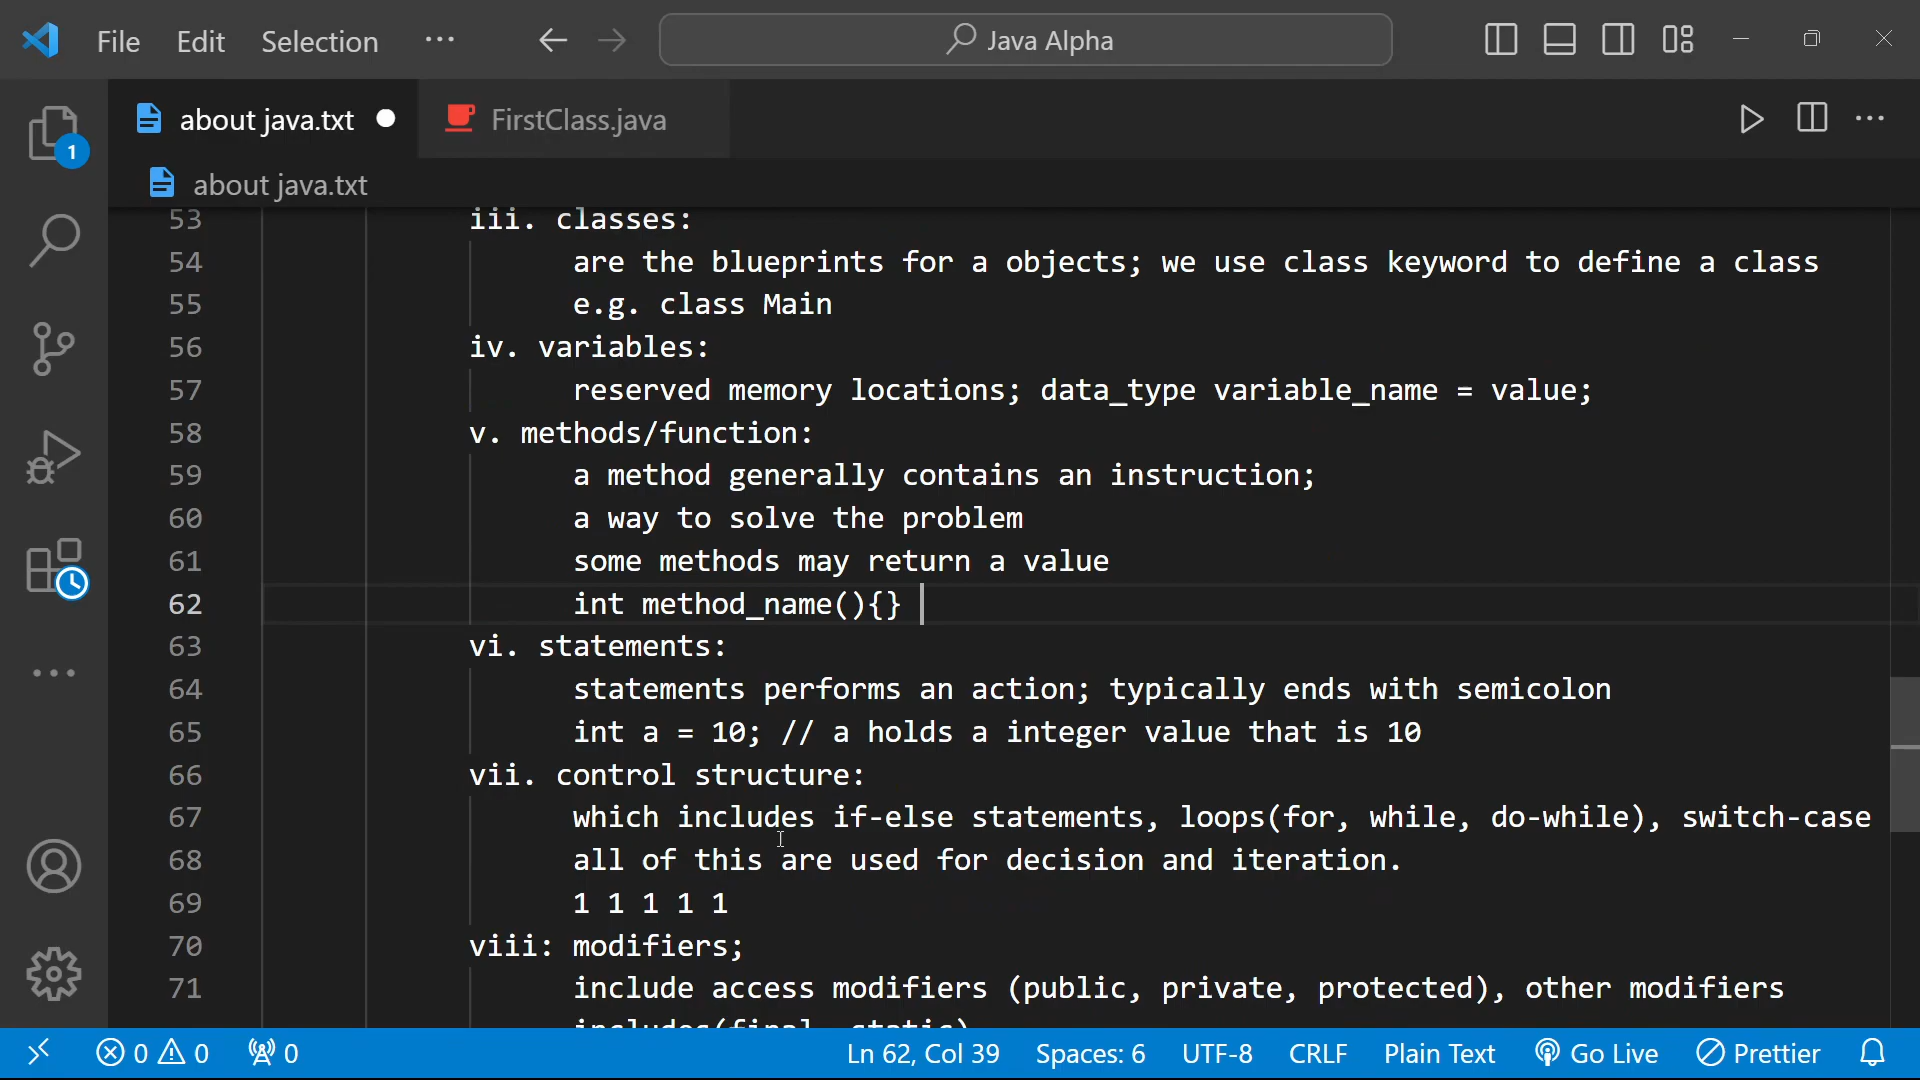 File Edit Selection ··· Java Alpha
about java.txt FirstClass.java
1
about java.txt
53 iii. classes:
54 are the blueprints for a objects; we use class keyword to define a class
55 e.g. class Main
56 iv. variables:
57 reserved memory locations; data_type variable_name = value;
58 v. methods/function:
59 a method generally contains an instruction;
60 a way to solve the problem
61 some methods may return a value
62 int method_name(){}
63 vi. statements:
64 statements performs an action; typically ends with semicolon
65 int a = 10; // a holds a integer value that is 10
66 vii. control structure:
67 which includes if-else statements, loops(for, while, do-while), switch-case
68 all of this are used for decision and iteration.
69 1 1 1 1 1
70 viii: modifiers;
71 include access modifiers (public, private, protected), other modifiers
includes(final, static)
0 0 0 Ln 62, Col 39 Spaces: 6 UTF-8 CRLF Plain Text Go Live Prettier